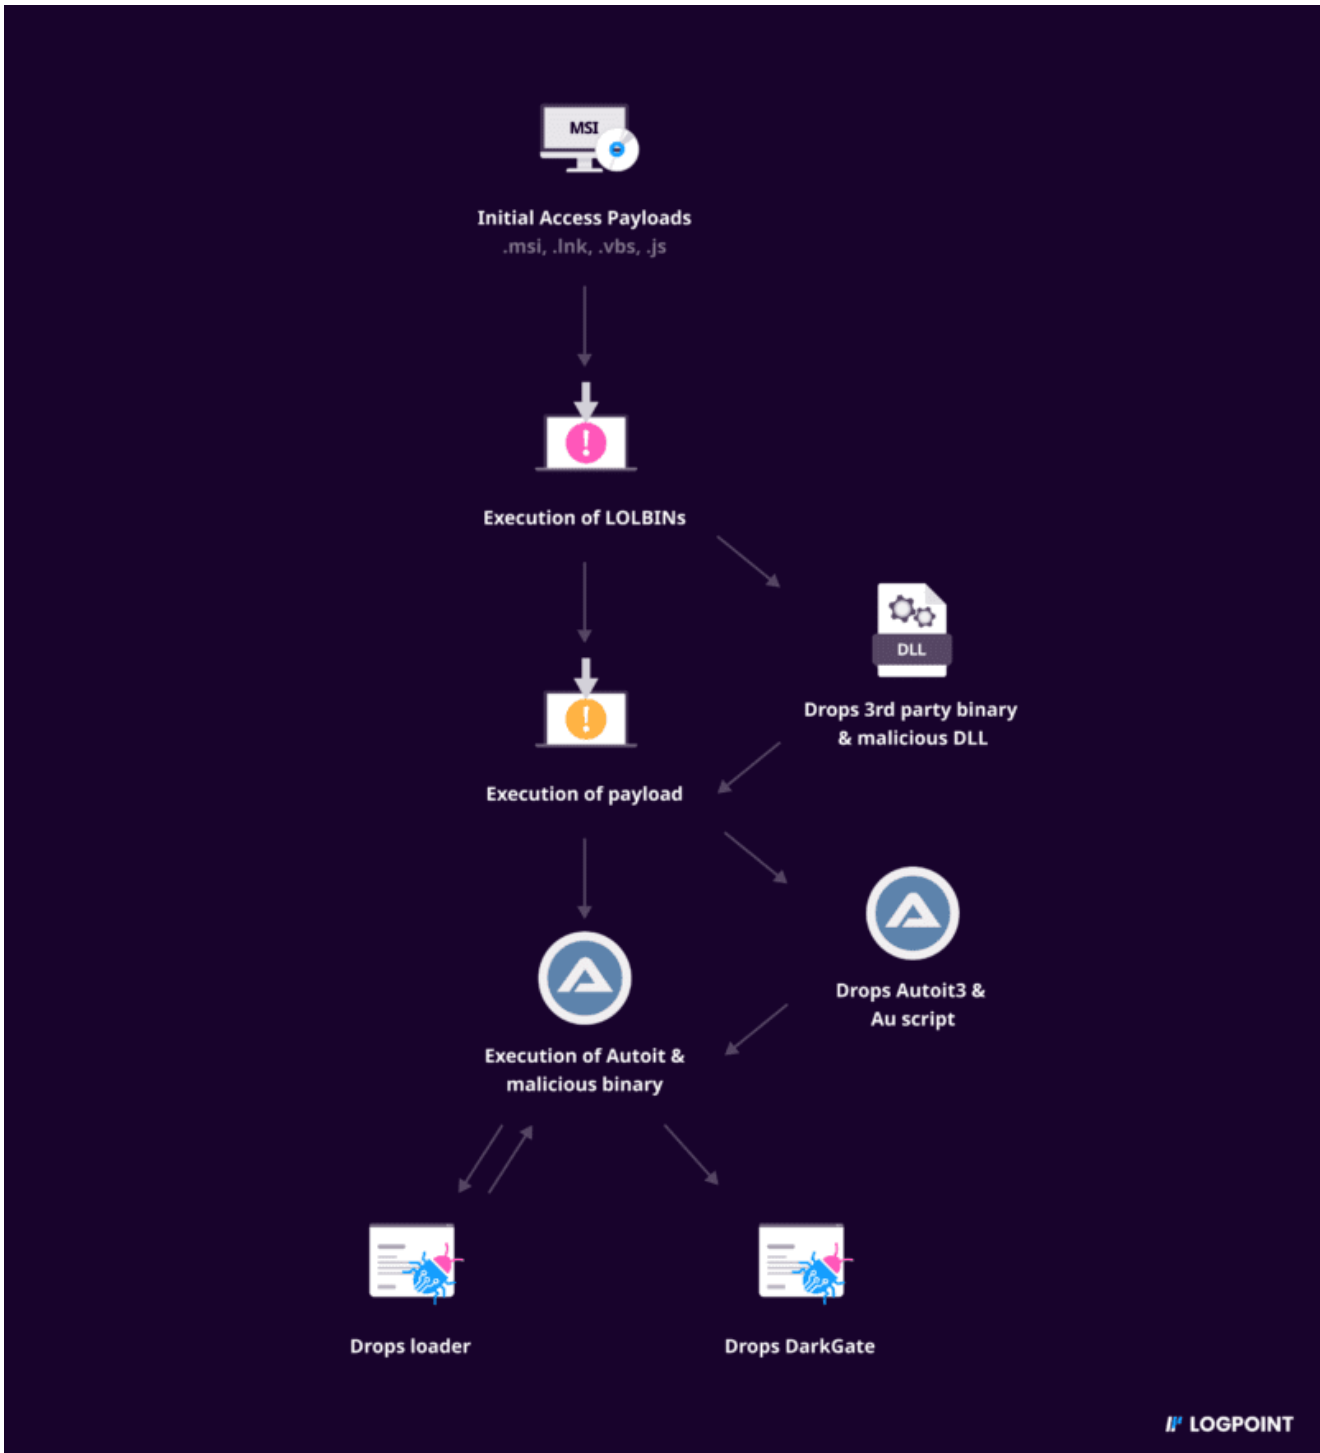 MSI
Initial Access Payloads
.msi, .lnk, .vbs, .js
Execution of LOLBINs
DLL
Drops 3rd party binary
& malicious DLL
Execution of payload
Drops Autoit3 &
Au script
Execution of Autoit &
malicious binary
Drops loader
Drops DarkGate
LOGPOINT